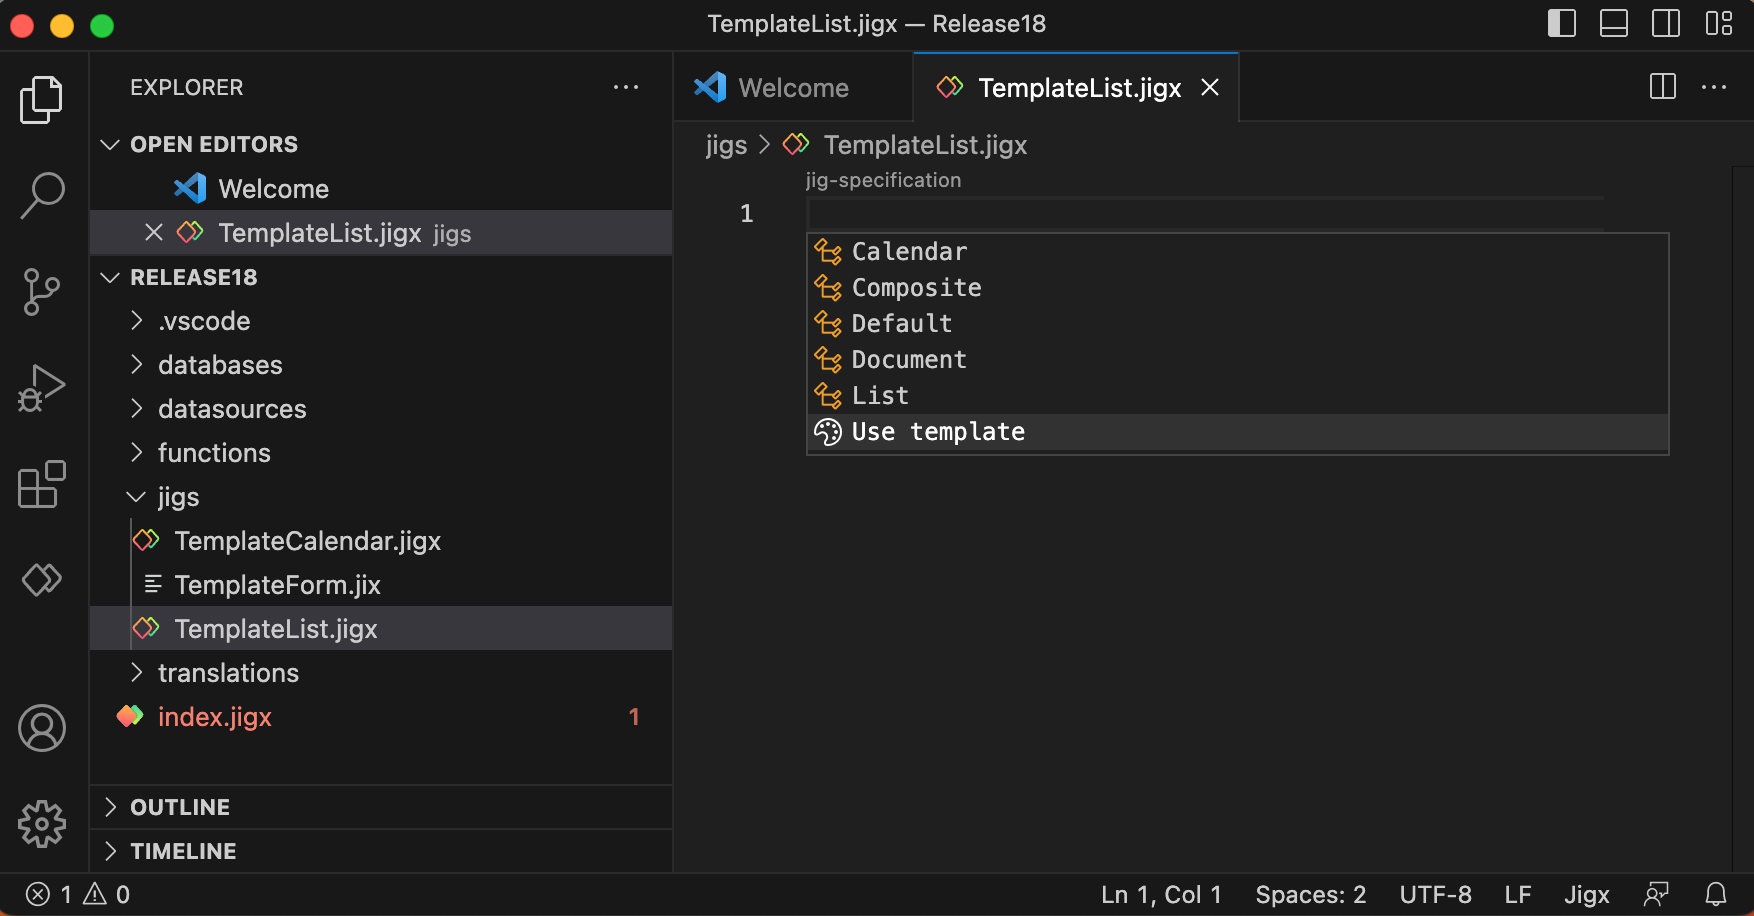 TemplateList.jigx — Release18
EXPLORER
OPEN EDITORS
Welcome
TemplateList.jigx jigs
RELEASE18
.vscode
databases
datasources
functions
jigs
TemplateCalendar.jigx
TemplateForm.jix
TemplateList.jigx
translations
index.jigx 1
OUTLINE
TIMELINE
Welcome TemplateList.jigx
jigs > TemplateList.jigx
jig-specification
1
Calendar
Composite
Default
Document
List
Use template
1 0 Ln 1, Col 1 Spaces: 2 UTF-8 LF Jigx